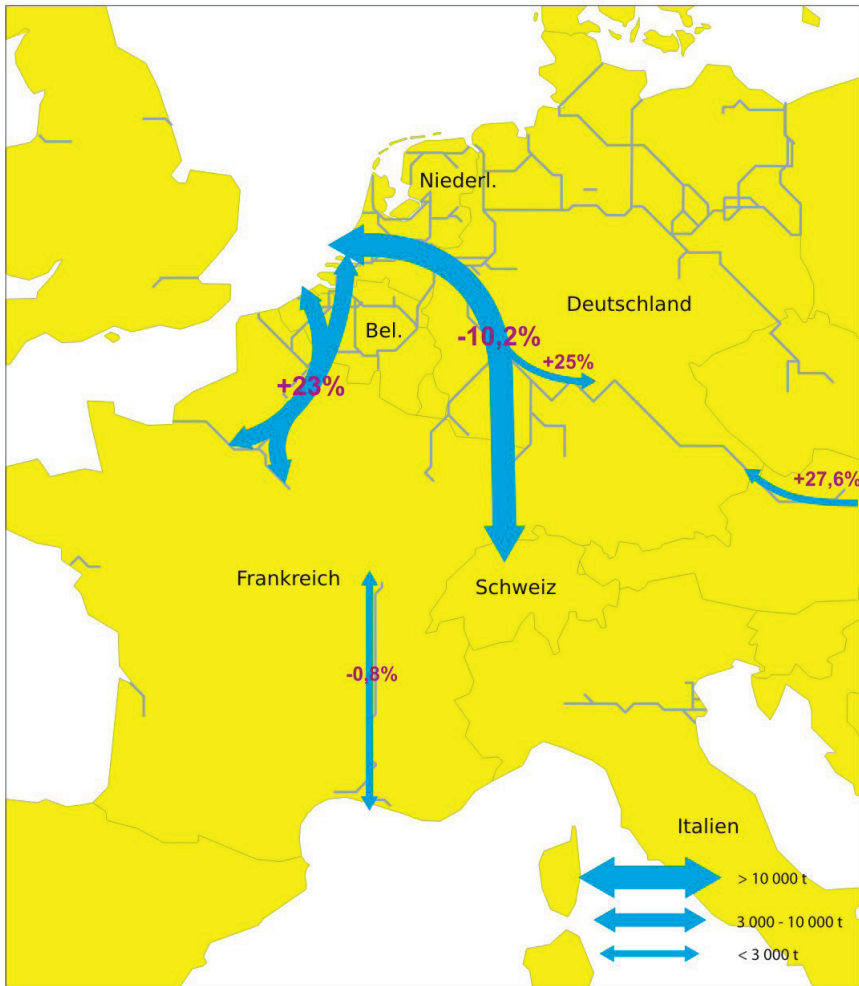 Niederl.
Deutschland
Bel.
-10,2%
+25%
+23%
+27,6%
Frankreich
Schweiz
-0,8%
Italien
> 10 000 t
3 000 - 10 000 t
< 3 000 t